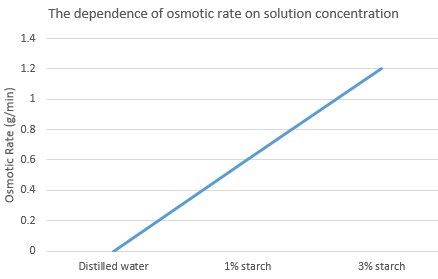 The dependence of osmotic rate on solution concentration
Osmotic Rate (g/min)
1.4
1.2
1
0.8
0.6
0.4
0.2
0
Distilled water
1% starch
3% starch